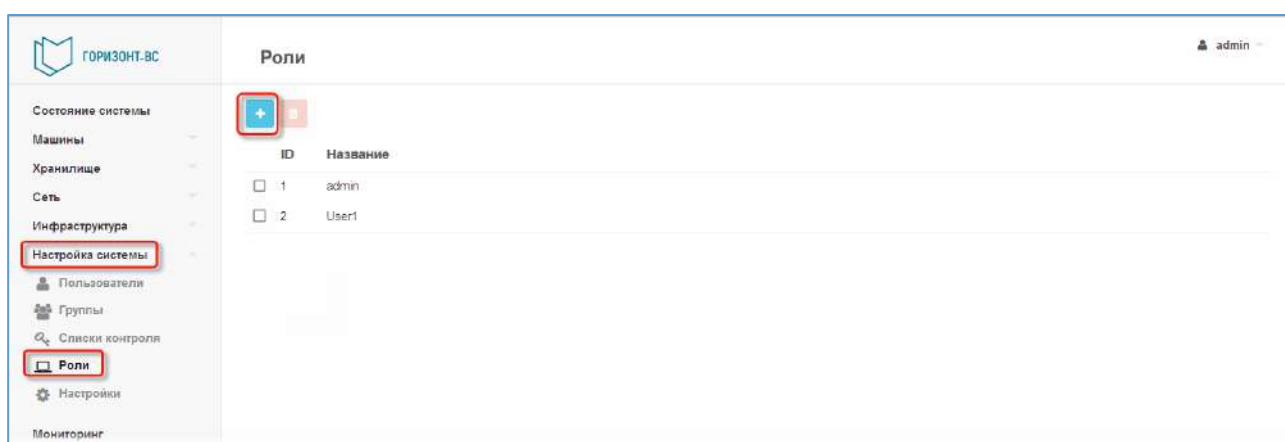 ГОРИЗОНТ-ВС
Роли
admin
Состояние системы
Машины
Хранилище
Сеть
Инфраструктура
Настройка системы
Пользователи
Группы
Списки контроля
Роли
Настройки
Мониторинг
+
ID Название
1 admin
2 User1